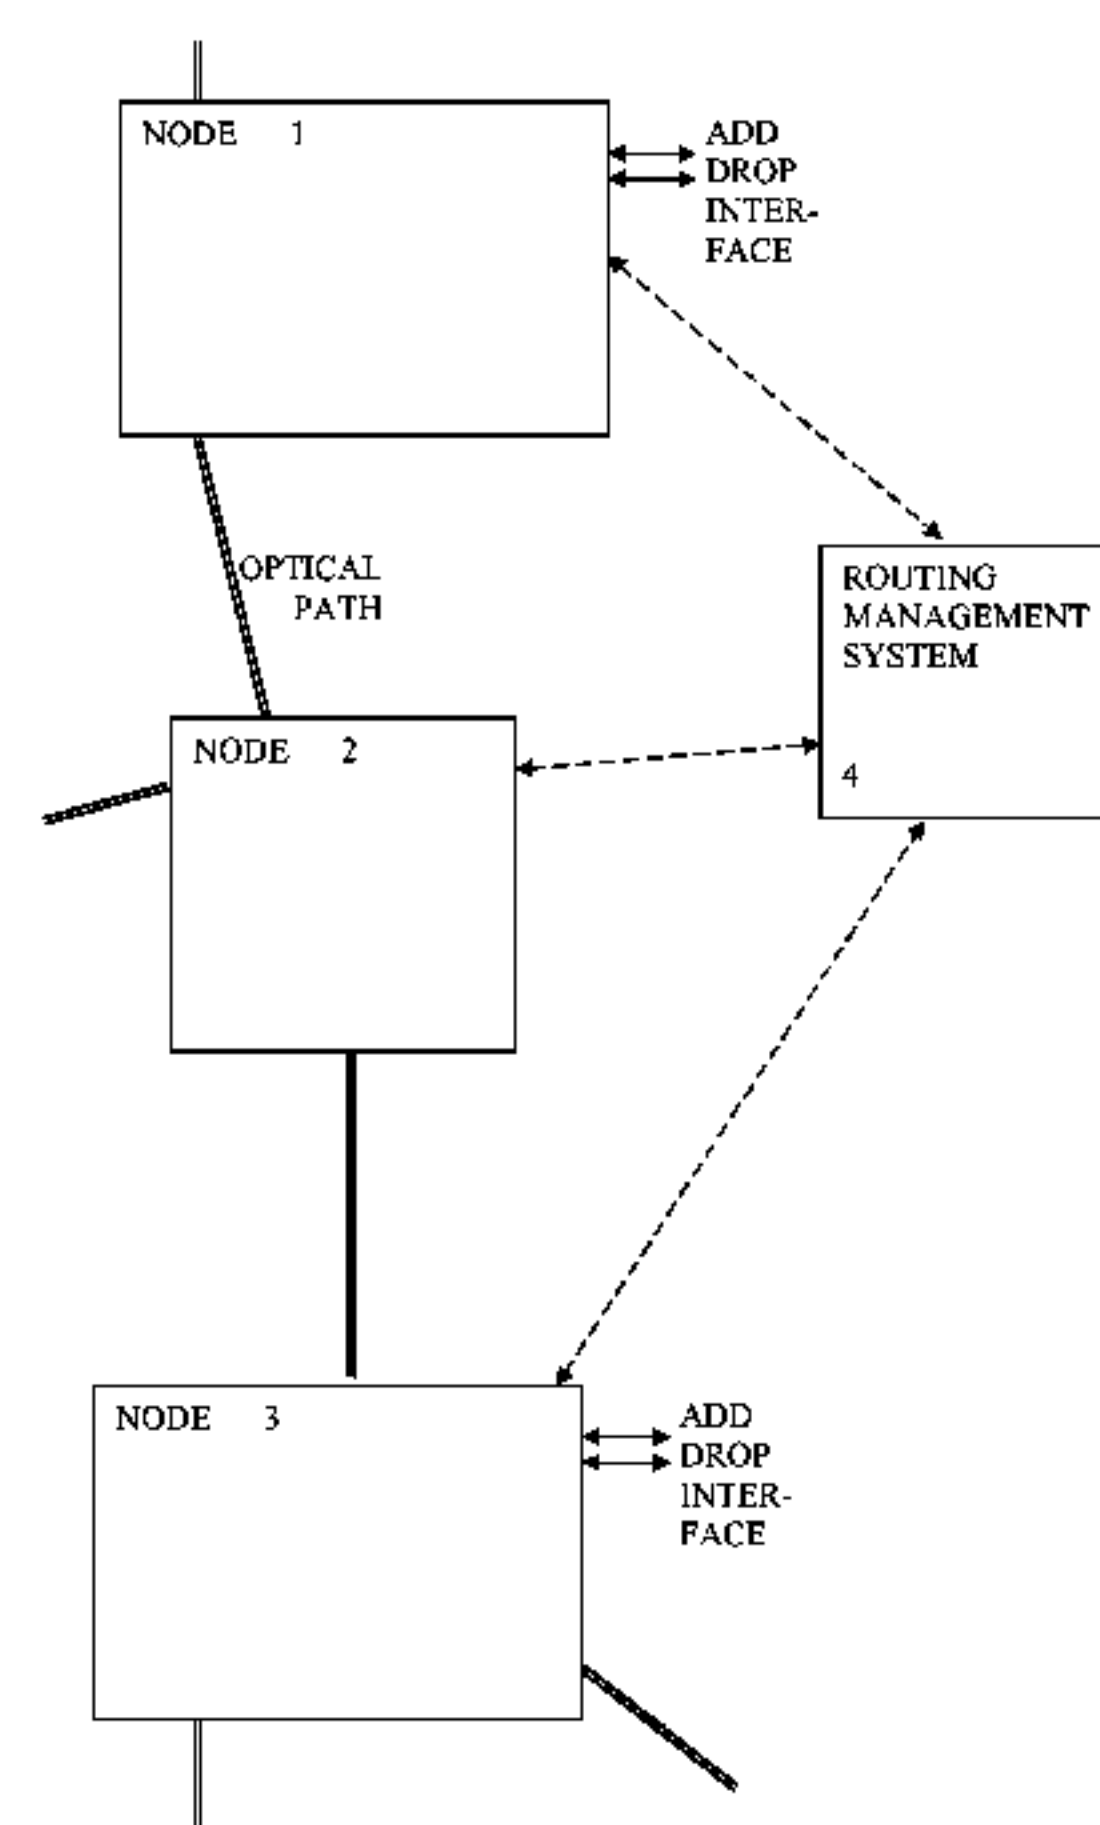 NODE 1
ADD
DROP
INTER-
FACE
OPTICAL
PATH
ROUTING
MANAGEMENT
SYSTEM
4
NODE 2
NODE 3
ADD
DROP
INTER-
FACE